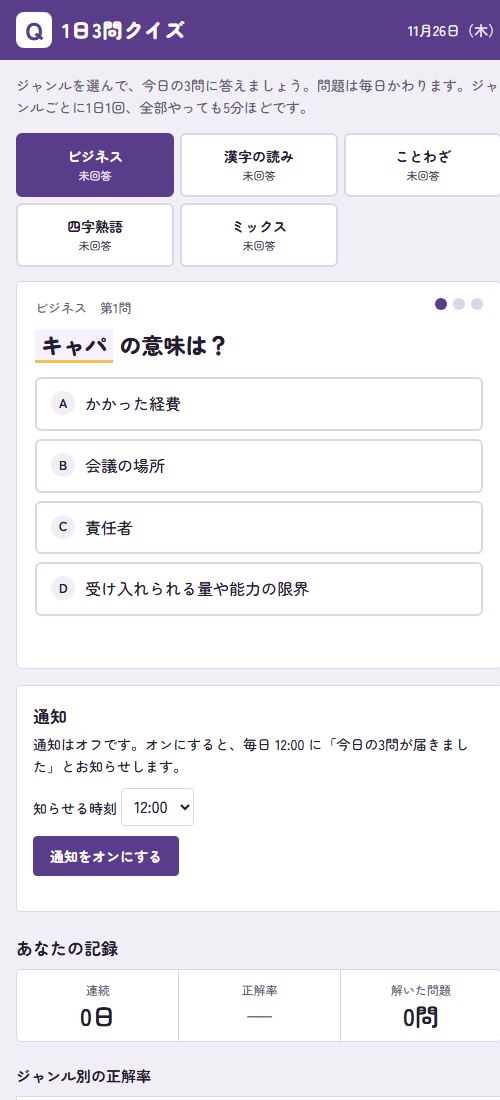 Q 1日3問クイズ 11月26日（木）
ジャンルを選んで、今日の3問に答えましょう。問題は毎日かわります。ジャ
ンルごとに1日1回、全部やっても5分ほどです。
ビジネス 漢字の読み ことわざ
未回答 未回答 未回答
四字熟語 ミックス
未回答 未回答
ビジネス 第1問
キャパ の意味は？
A かかった経費
B 会議の場所
C 責任者
D 受け入れられる量や能力の限界
通知
通知はオフです。オンにすると、毎日 12:00 に「今日の3問が届きまし
た」とお知らせします。
知らせる時刻 12:00
通知をオンにする
あなたの記録
連続 正解率 解いた問題
0日 — 0問
ジャンル別の正解率